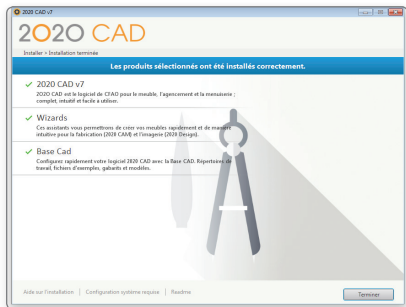 2020 CAD v7
2020 CAD
Installer > Installation terminée
Les produits sélectionnés ont été installés correctement.
2020 CAD v7
2020 CAD est le logiciel de CFAO pour le meuble, l'agencement et la menuiserie ;
complet, intuitif et facile a utiliser.
Wizards
Ces assistants vous permettrons de créer vos meubles rapidement et de manière
intuitive pour la fabrication (2020 CAM) et l'imagerie (2020 Design).
Base Cad
Configurez rapidement votre logiciel 2020 CAD avec la Base CAD. Répertoires de
travail, fichiers d'exemples, gabarits et modèles.
Aide sur l'installation | Configuration système requise | Readme
Terminer